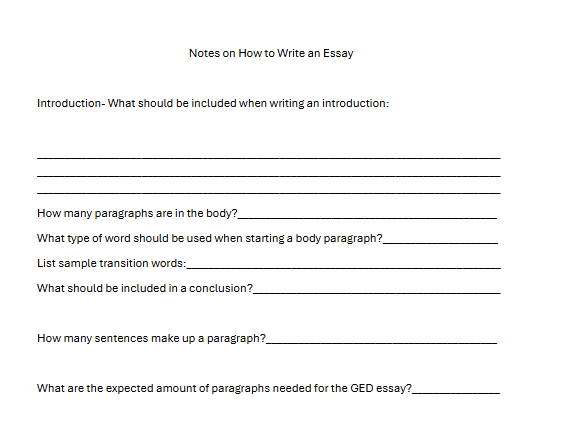 Notes on How to Write an Essay
Introduction- What should be included when writing an introduction:
How many paragraphs are in the body?
What type of word should be used when starting a body paragraph?
List sample transition words:
What should be included in a conclusion?
How many sentences make up a paragraph?
What are the expected amount of paragraphs needed for the GED essay?